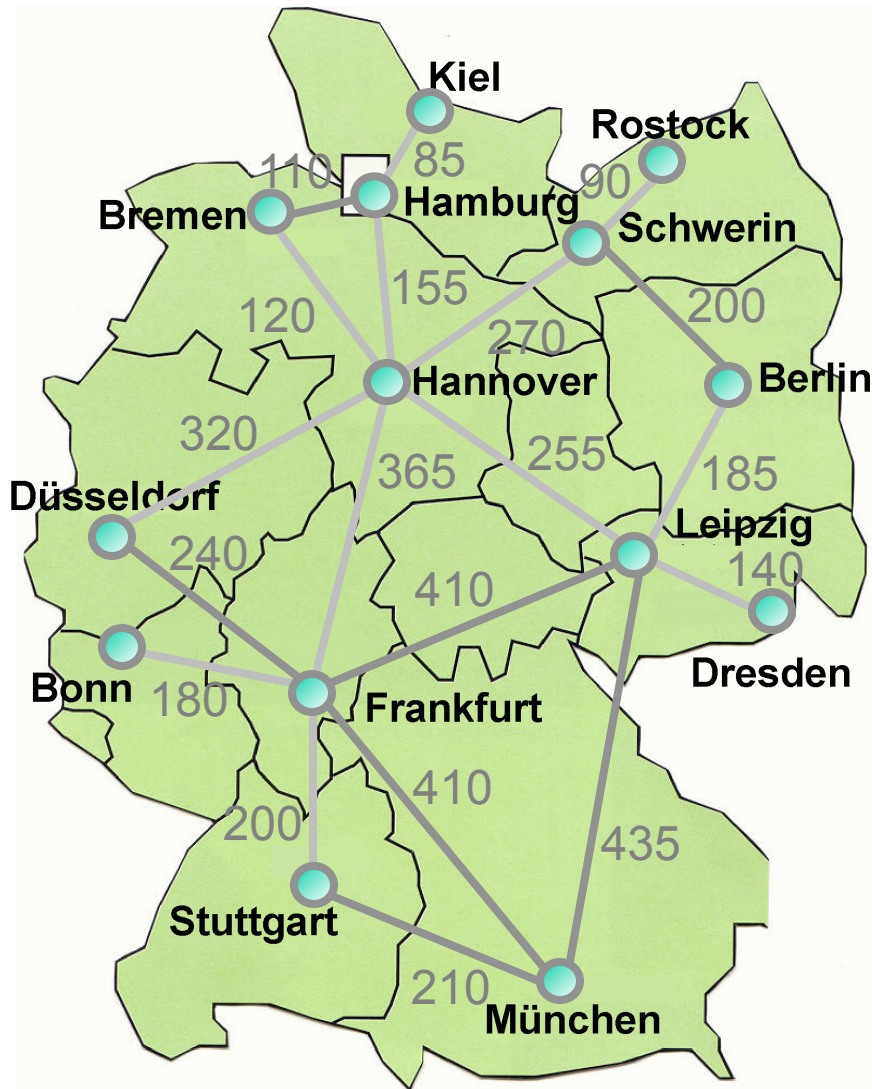 Kiel
Rostock
85
110
90
Bremen
Hamburg
Schwerin
155
120
200
270
Hannover
Berlin
320
255
365
185
Düsseldorf
Leipzig
240
140
410
Bonn
Dresden
180
Frankfurt
410
200
435
Stuttgart
210
München